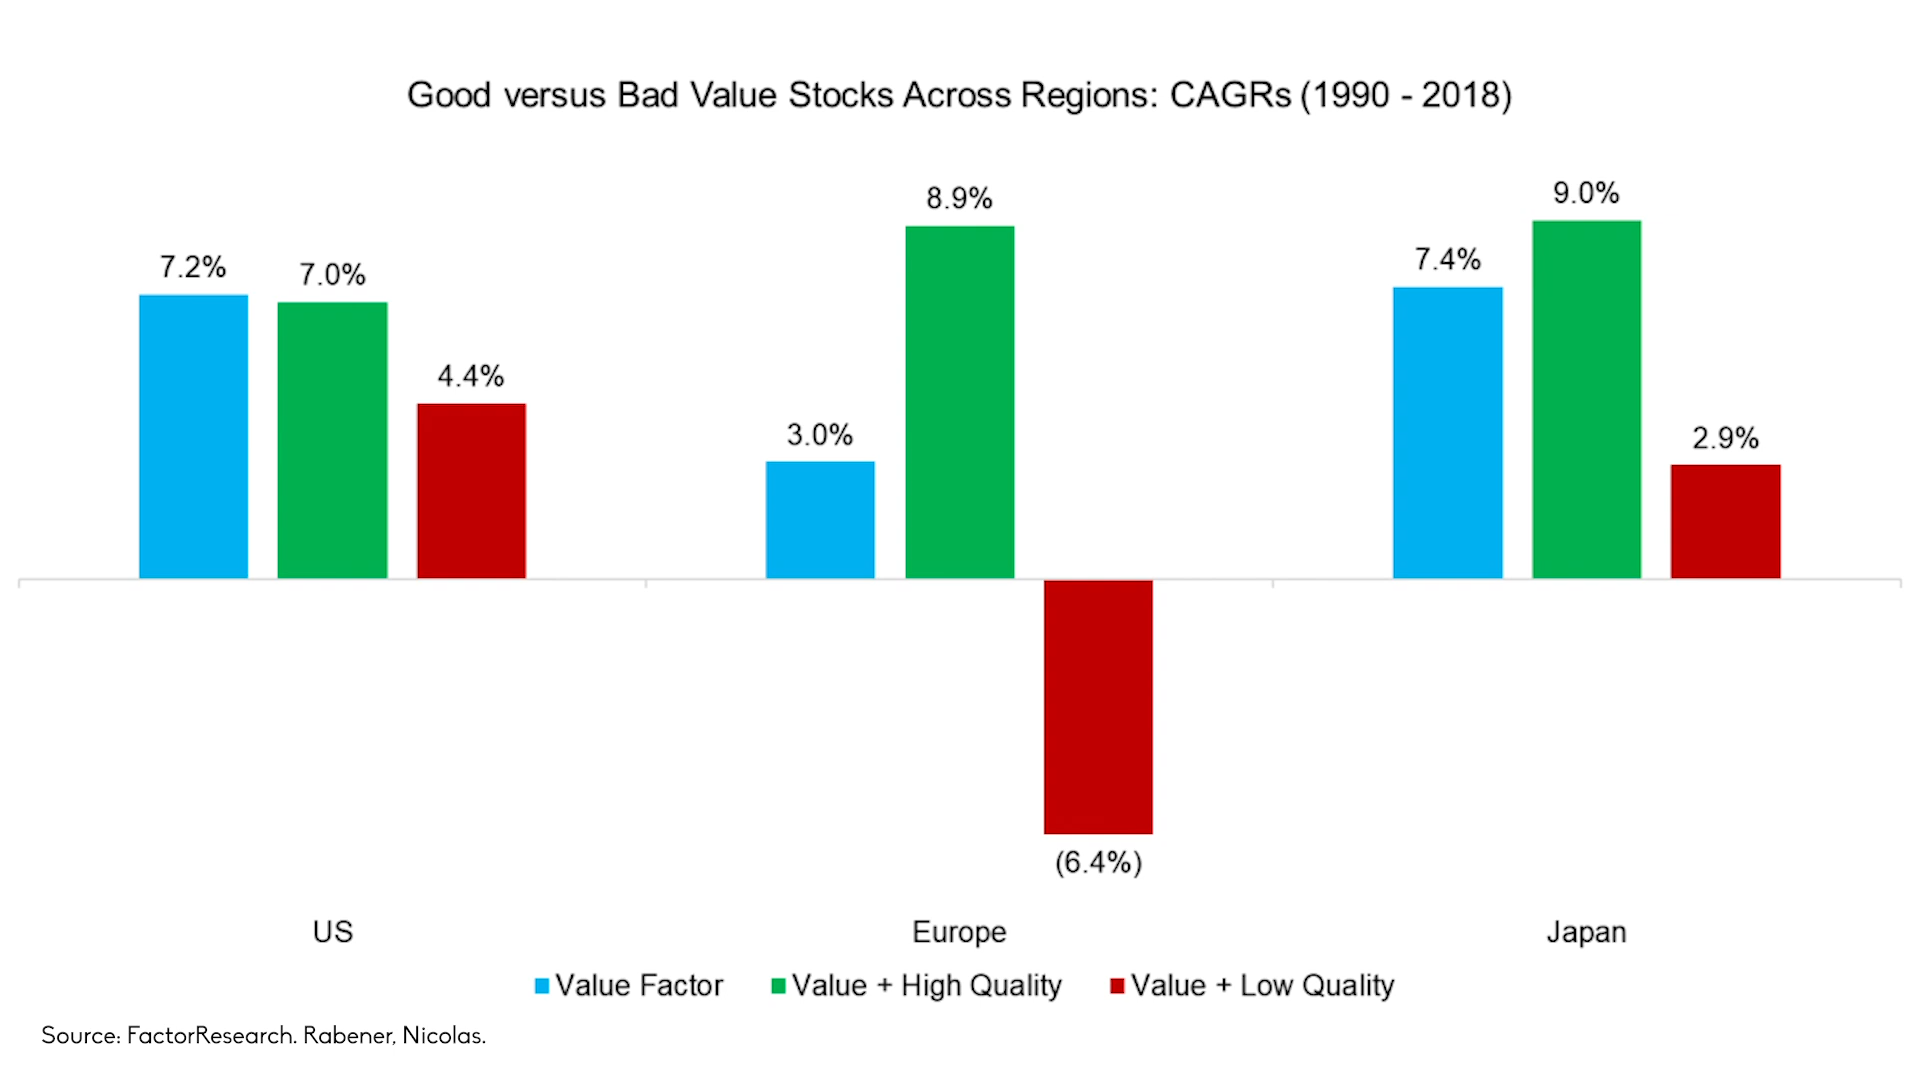 Good versus Bad Value Stocks Across Regions: CAGRs (1990 - 2018)
7.2%
7.0%
4.4%
3.0%
8.9%
(6.4%)
7.4%
9.0%
2.9%
US
Europe
Japan
Value Factor
Value + High Quality
Value + Low Quality
Source: FactorResearch. Rabener, Nicolas.